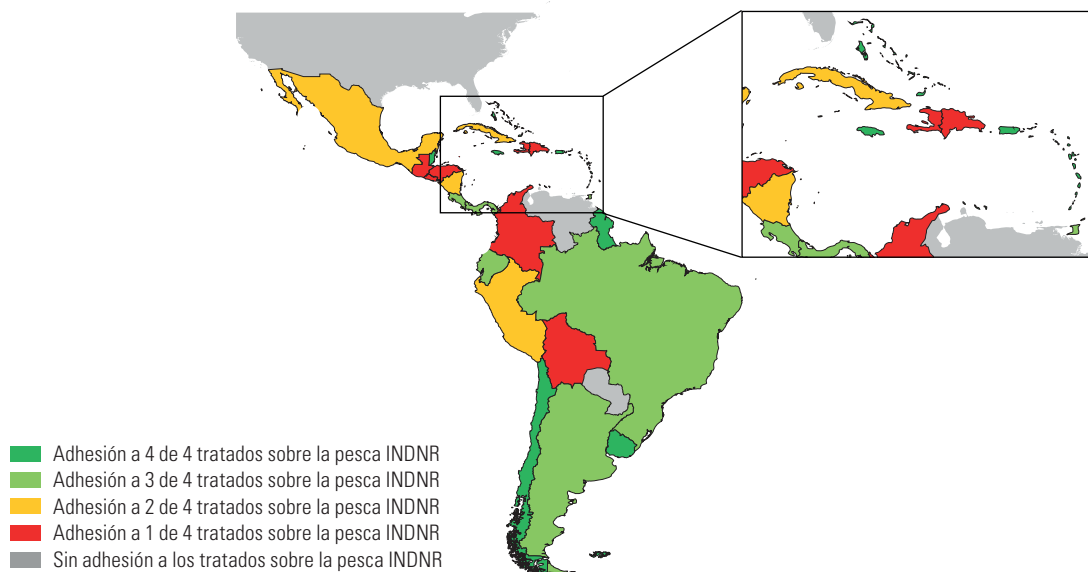 Adhesión a 4 de 4 tratados sobre la pesca INDNR
Adhesión a 3 de 4 tratados sobre la pesca INDNR
Adhesión a 2 de 4 tratados sobre la pesca INDNR
Adhesión a 1 de 4 tratados sobre la pesca INDNR
Sin adhesión a los tratados sobre la pesca INDNR